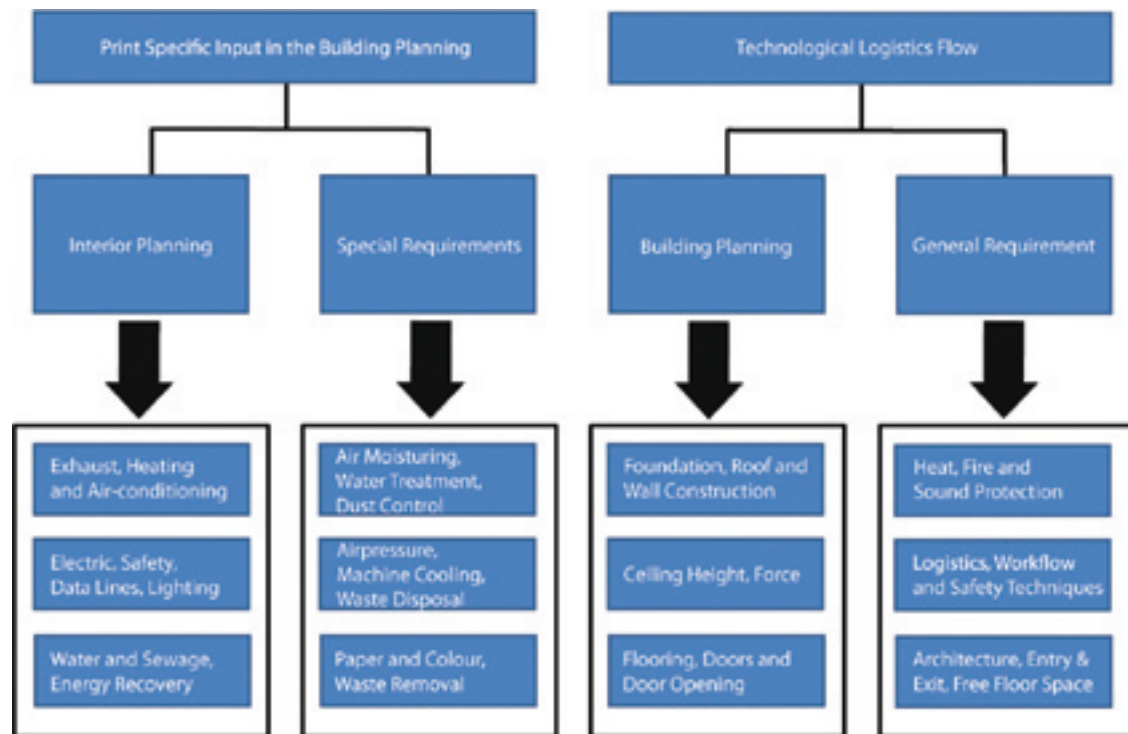 Print Specific Input in the Building Planning
Technological Logistics Flow
Interior Planning
Special Requirements
Building Planning
General Requirement
Exhaust, Heating
and Air-conditioning
Electric, Safety,
Data Lines, Lighting
Water and Sewage,
Energy Recovery
Air Moisturing,
Water Treatment,
Dust Control
Airpressure,
Machine Cooling,
Waste Disposal
Paper and Colour,
Waste Removal
Foundation, Roof and
Wall Construction
Ceiling Height, Force
Flooring, Doors and
Door Opening
Heat, Fire and
Sound Protection
Logistics, Workflow
and Safety Techniques
Architecture, Entry &
Exit, Free Floor Space